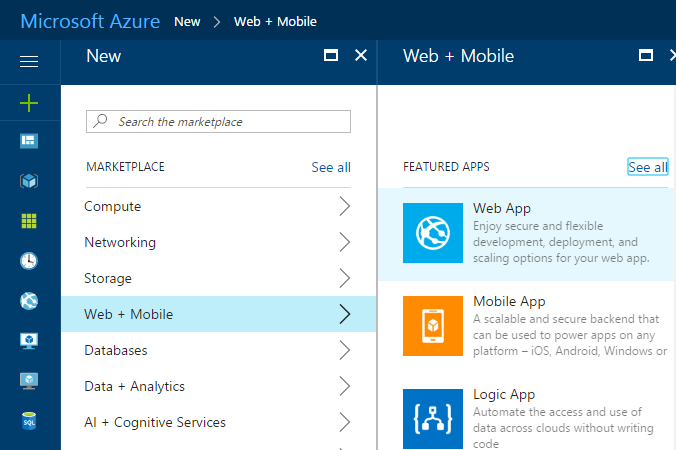 Microsoft Azure New > Web + Mobile
New
Web + Mobile
Search the marketplace
MARKETPLACE See all
Compute
Networking
Storage
Web + Mobile
Databases
Data + Analytics
AI + Cognitive Services
FEATURED APPS See all
Web App
Enjoy secure and flexible
development, deployment, and
scaling options for your web app.
Mobile App
A scalable and secure backend that
can be used to power apps on any
platform – iOS, Android, Windows or
Logic App
Automate the access and use of
data across clouds without writing
code
SQL